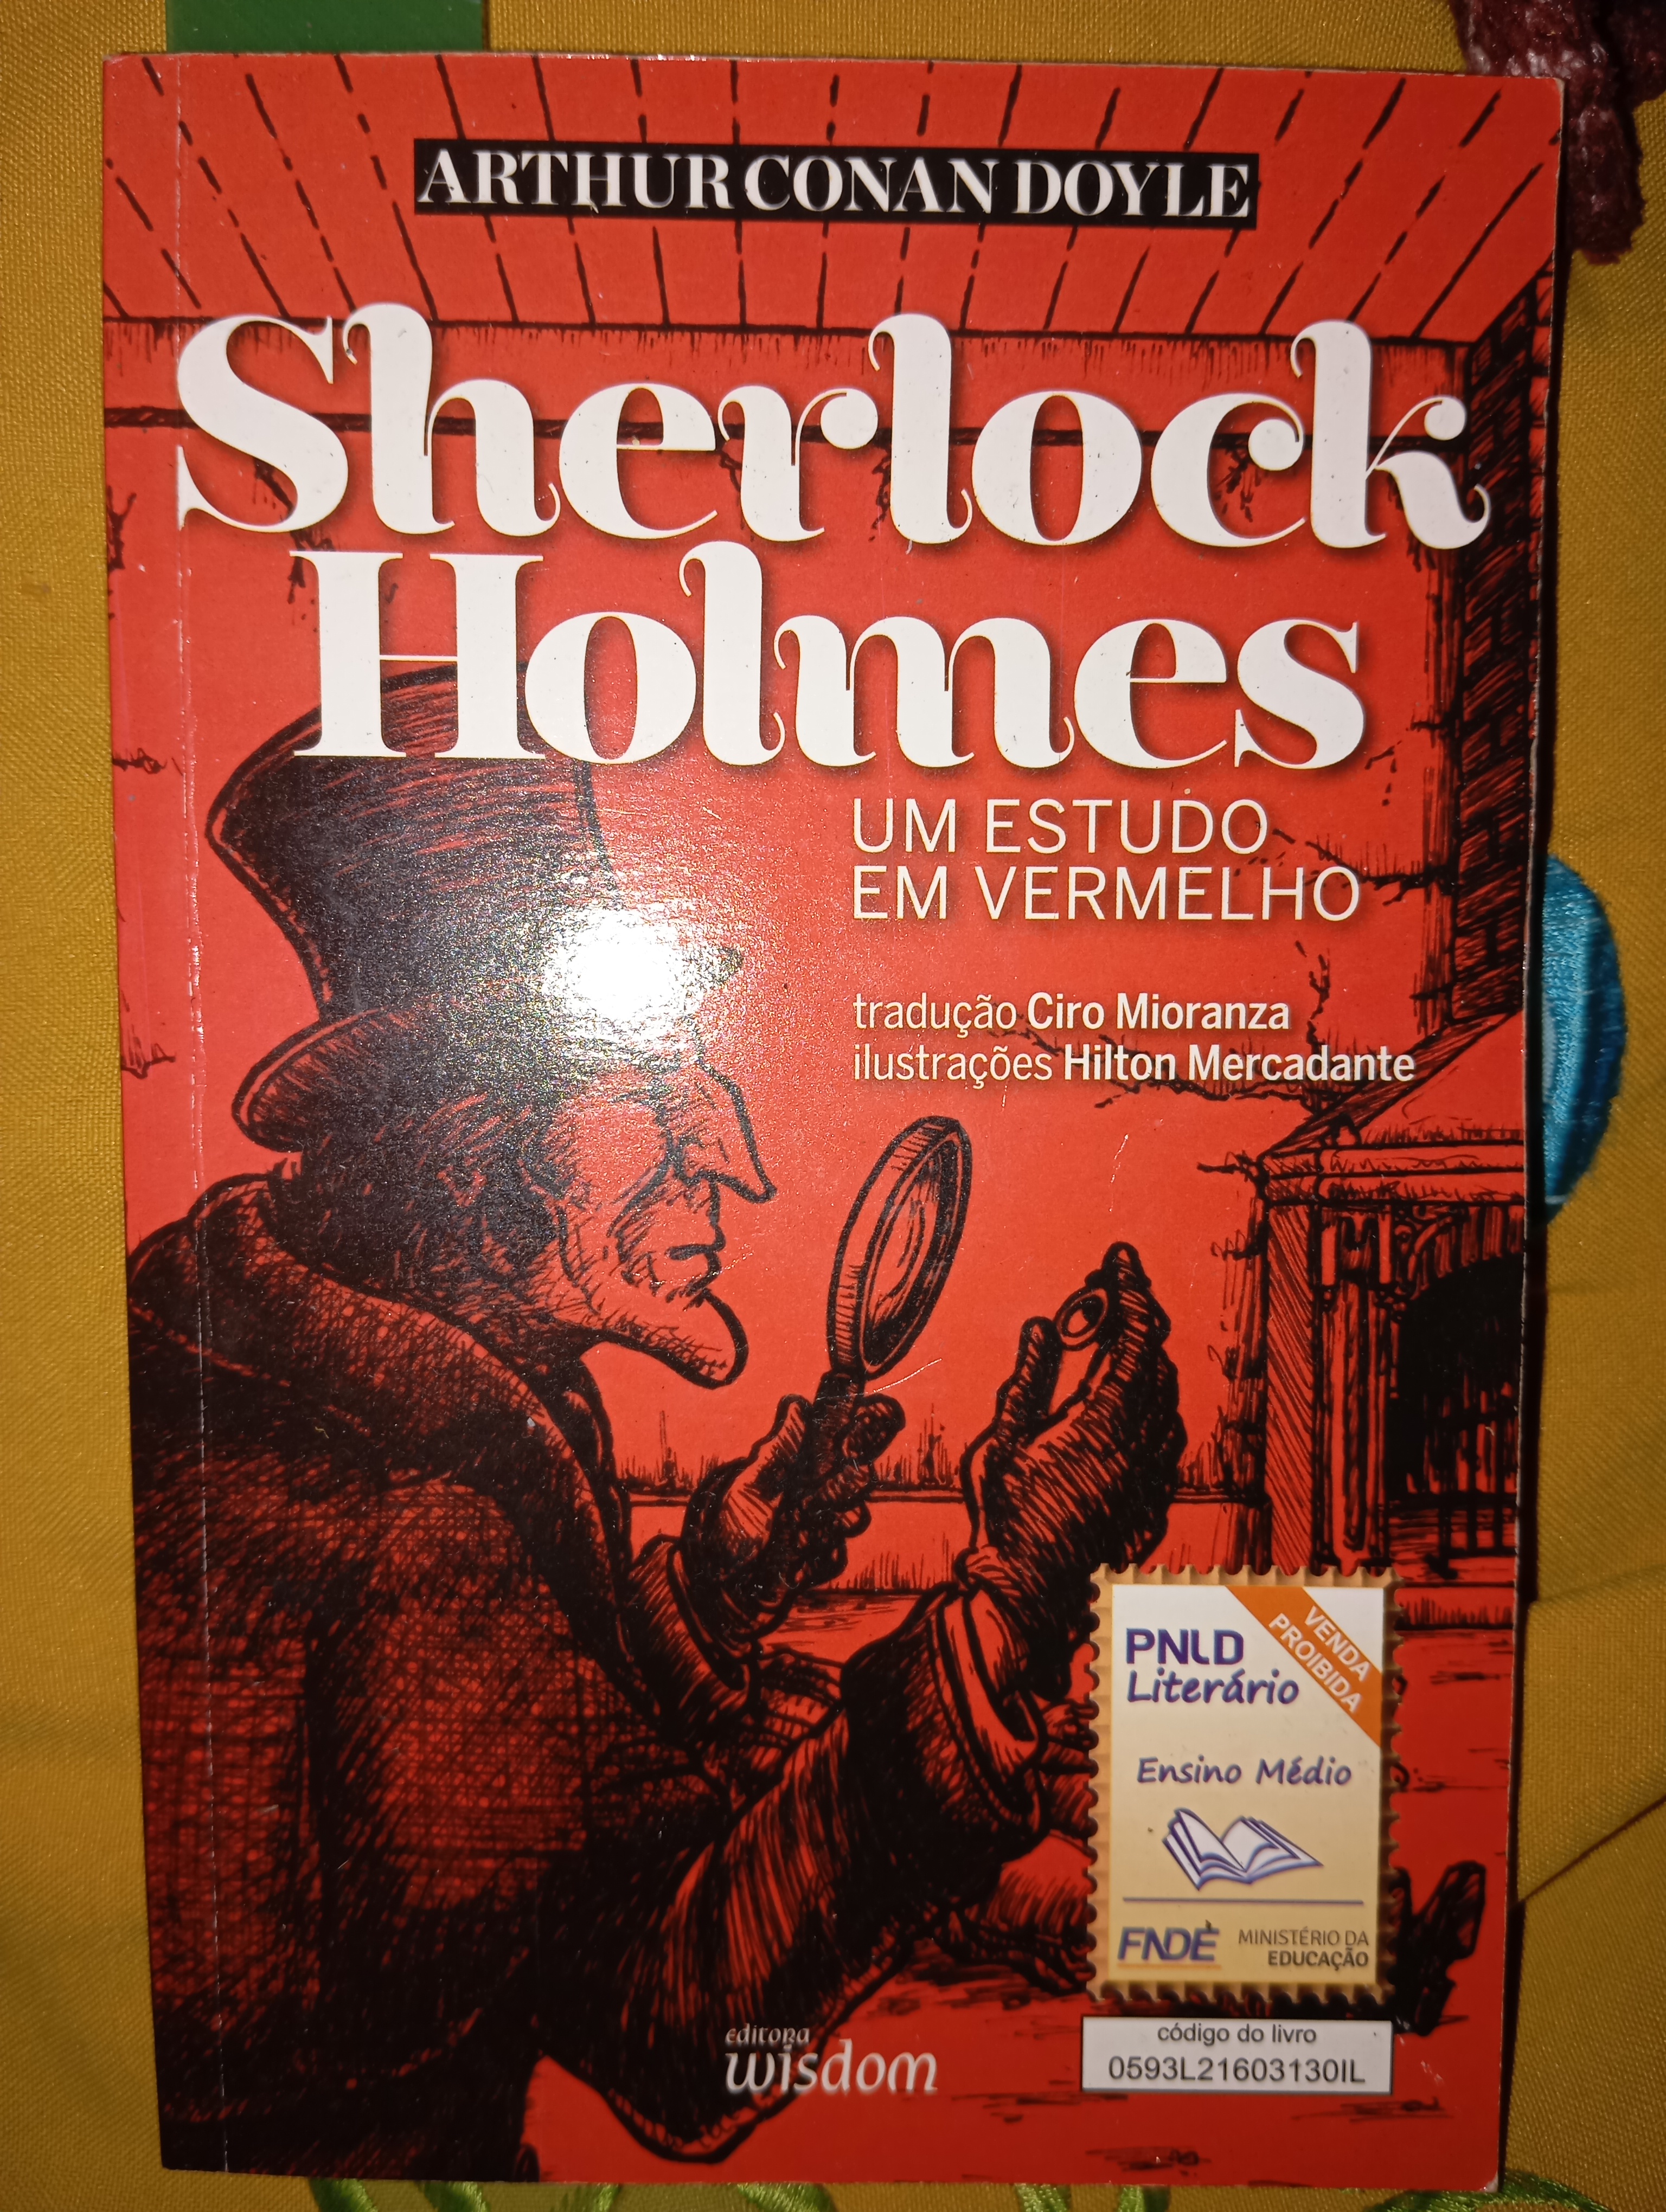 ARTHUR CONAN DOYLE
Sherlock
Holmes
UM ESTUDO
EM VERMELHO
tradução Ciro Mioranza
ilustrações Hilton Mercadante
VENDA
PROIBIDA
PNLD
Literário
Ensino Médio
FNDE
MINISTÉRIO DA
EDUCAÇÃO
código do livro
0593L21603130IL
editora
wisdom